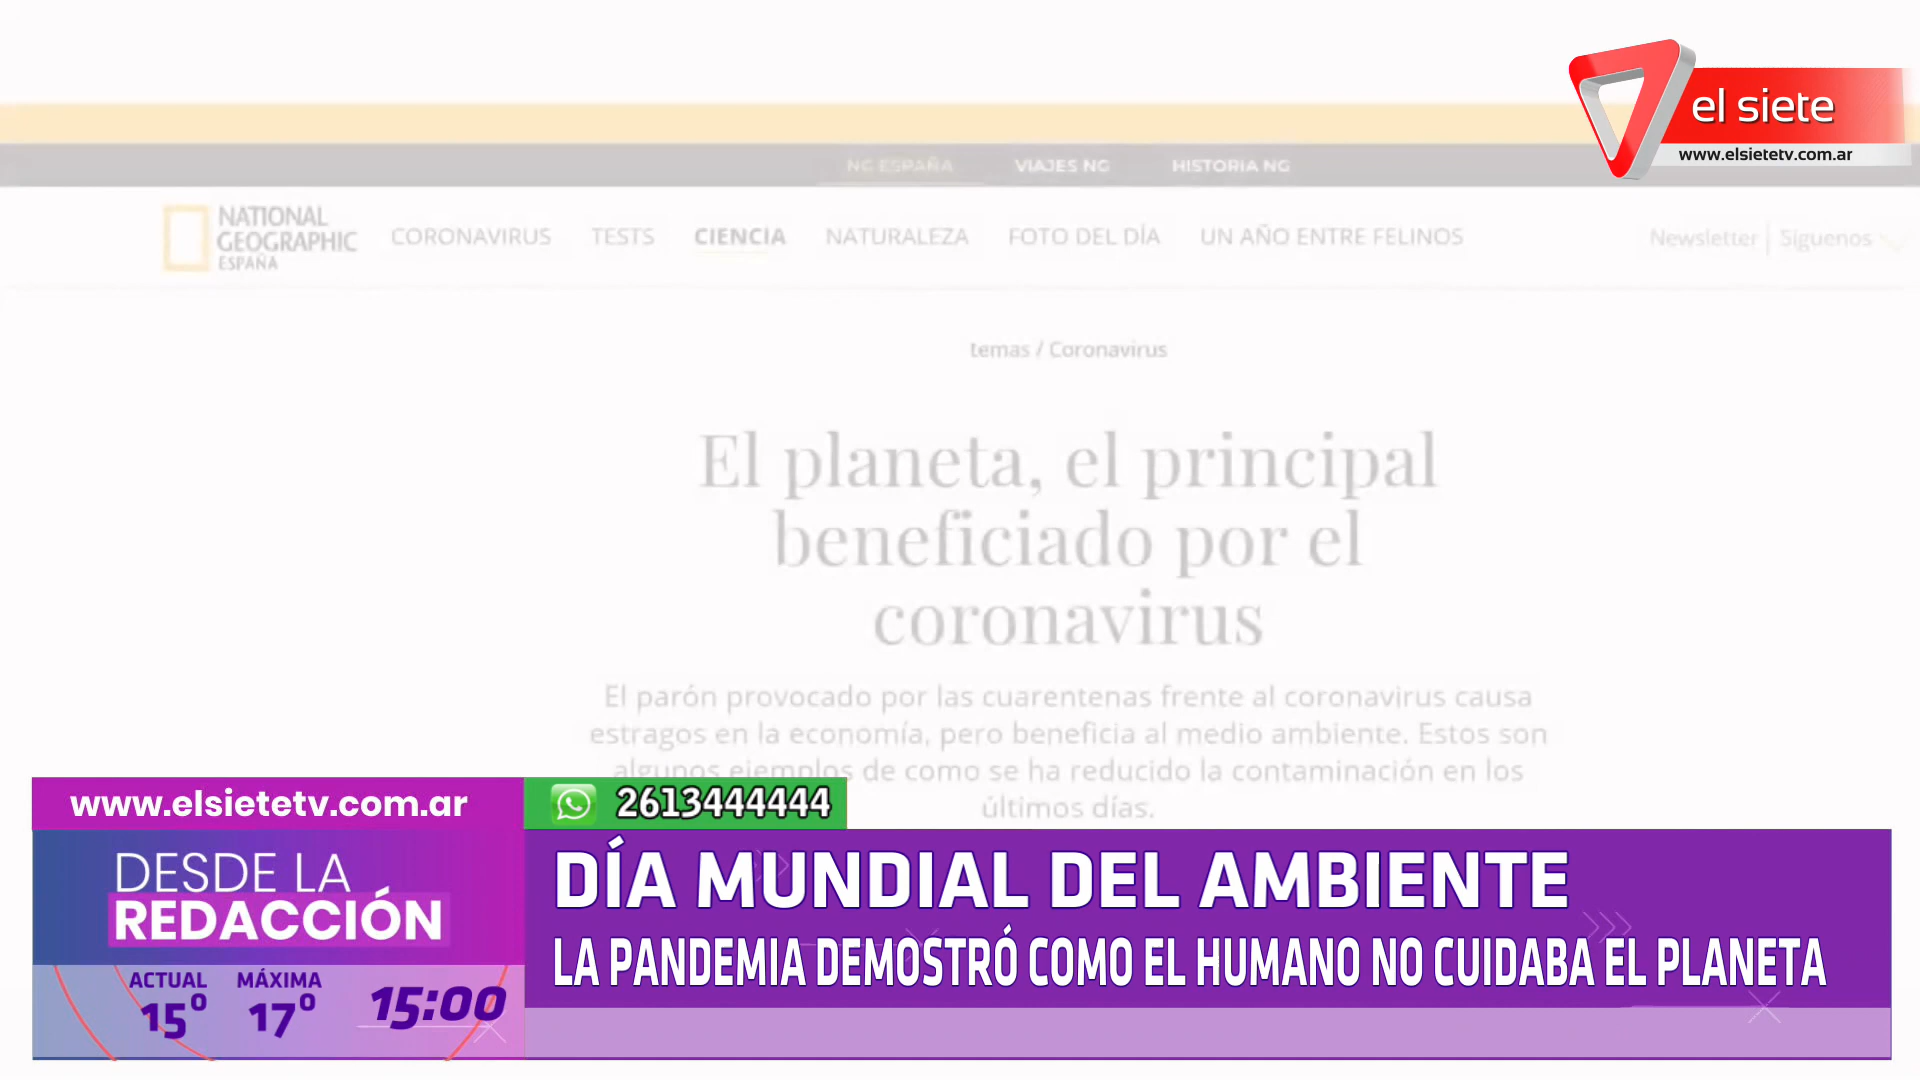 el siete
www.elsietetv.com.ar
NG ESPAÑA VIAJES NG HISTORIA NG
NATIONAL
GEOGRAPHIC
ESPAÑA
CORONAVIRUS TESTS CIENCIA NATURALEZA FOTO DEL DÍA UN AÑO ENTRE FELINOS
Newsletter | Síguenos
temas / Coronavirus
El planeta, el principal
beneficiado por el
coronavirus
El parón provocado por las cuarentenas frente al coronavirus causa
estragos en la economía, pero beneficia al medio ambiente. Estos son
algunos ejemplos de como se ha reducido la contaminación en los
últimos días.
www.elsietetv.com.ar
2613444444
DESDE LA
REDACCIÓN
DÍA MUNDIAL DEL AMBIENTE
LA PANDEMIA DEMOSTRÓ COMO EL HUMANO NO CUIDABA EL PLANETA
ACTUAL MÁXIMA
15º 17º 15:00